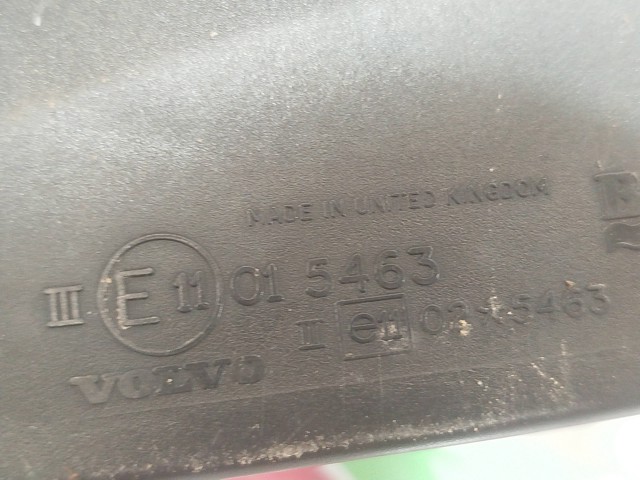 MADE IN UNITED KINGDOM
III E 11 01 5463
II e11 02*5463
VOLVO